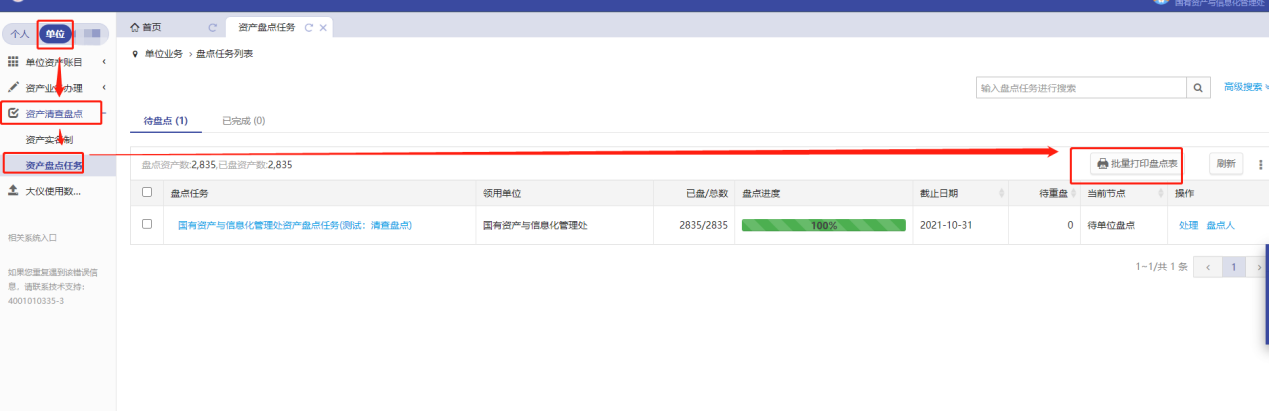 国有资产与信息化管理处
首页
资产盘点任务
个人 单位
单位业务 › 盘点任务列表
单位资产账目
资产业务办理
资产清查盘点
资产实名制
资产盘点任务
大仪使用数...
相关系统入口
如果您重复遇到该错误信
息，请联系技术支持：
4001010335-3
输入盘点任务进行搜索
高级搜索
待盘点 (1) 已完成 (0)
盘点资产数:2,835,已盘资产数:2,835
批量打印盘点表 刷新
盘点任务 领用单位 已盘/总数 盘点进度 截止日期 待重盘 当前节点 操作
国有资产与信息化管理处资产盘点任务(测试：清查盘点) 国有资产与信息化管理处 2835/2835 100% 2021-10-31 0 待单位盘点 处理 盘点人
1~1/共 1 条 ‹ 1 ›